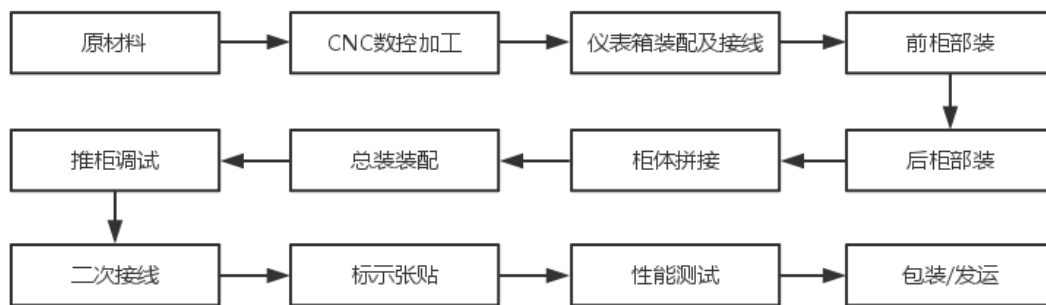 原材料
CNC数控加工
仪表箱装配及接线
前柜部装
后柜部装
柜体拼接
总装装配
推柜调试
二次接线
标示张贴
性能测试
包装/发运